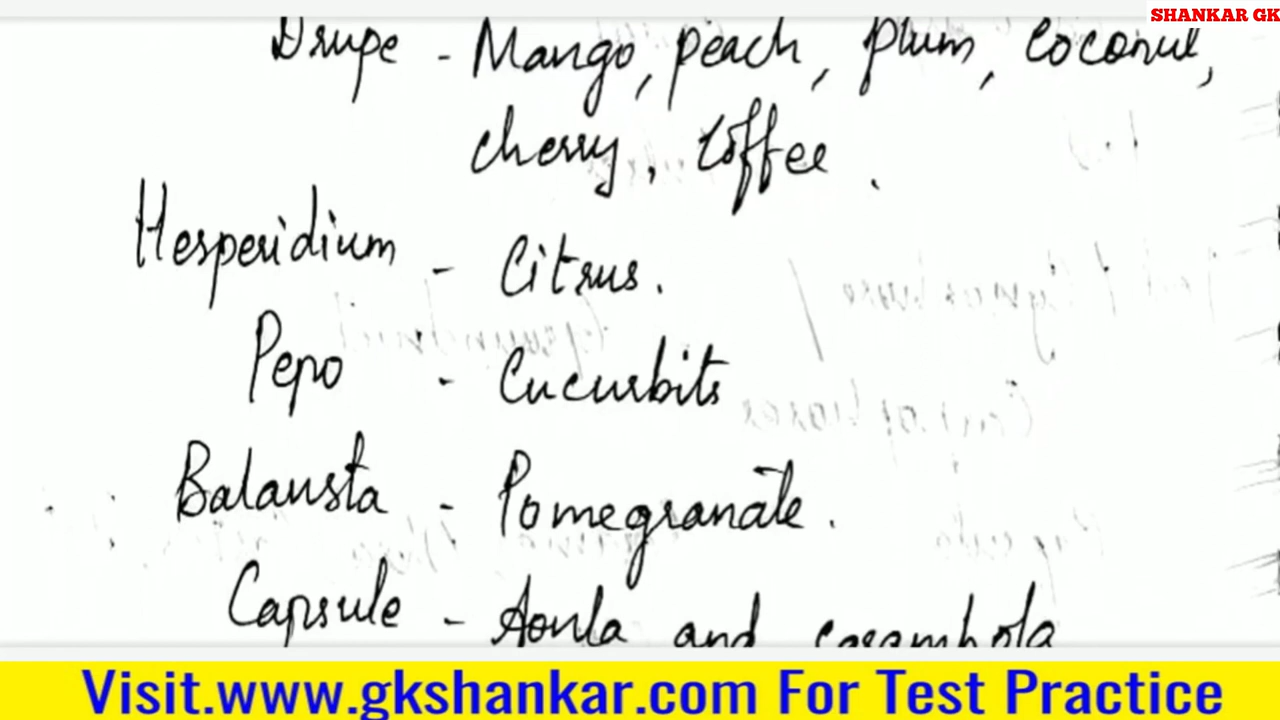 SHANKAR GK
Drupe - Mango, peach, plum, coconut,
cherry, coffee.
Hesperidium - Citrus.
Pepo - Cucurbits
Balausta - Pomegranate.
Capsule - Aonla and carambola
Visit.www.gkshankar.com For Test Practice